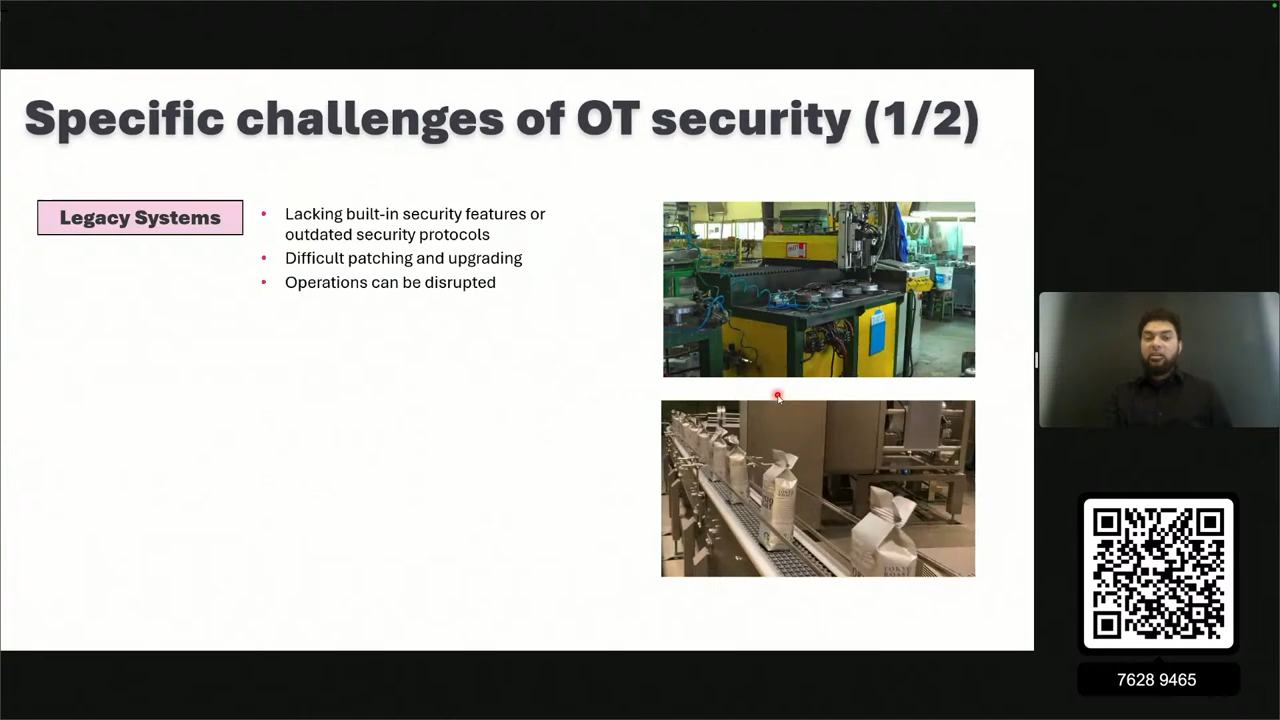 Specific challenges of OT security (1/2)
Legacy Systems
• Lacking built-in security features or
outdated security protocols
• Difficult patching and upgrading
• Operations can be disrupted
7628 9465